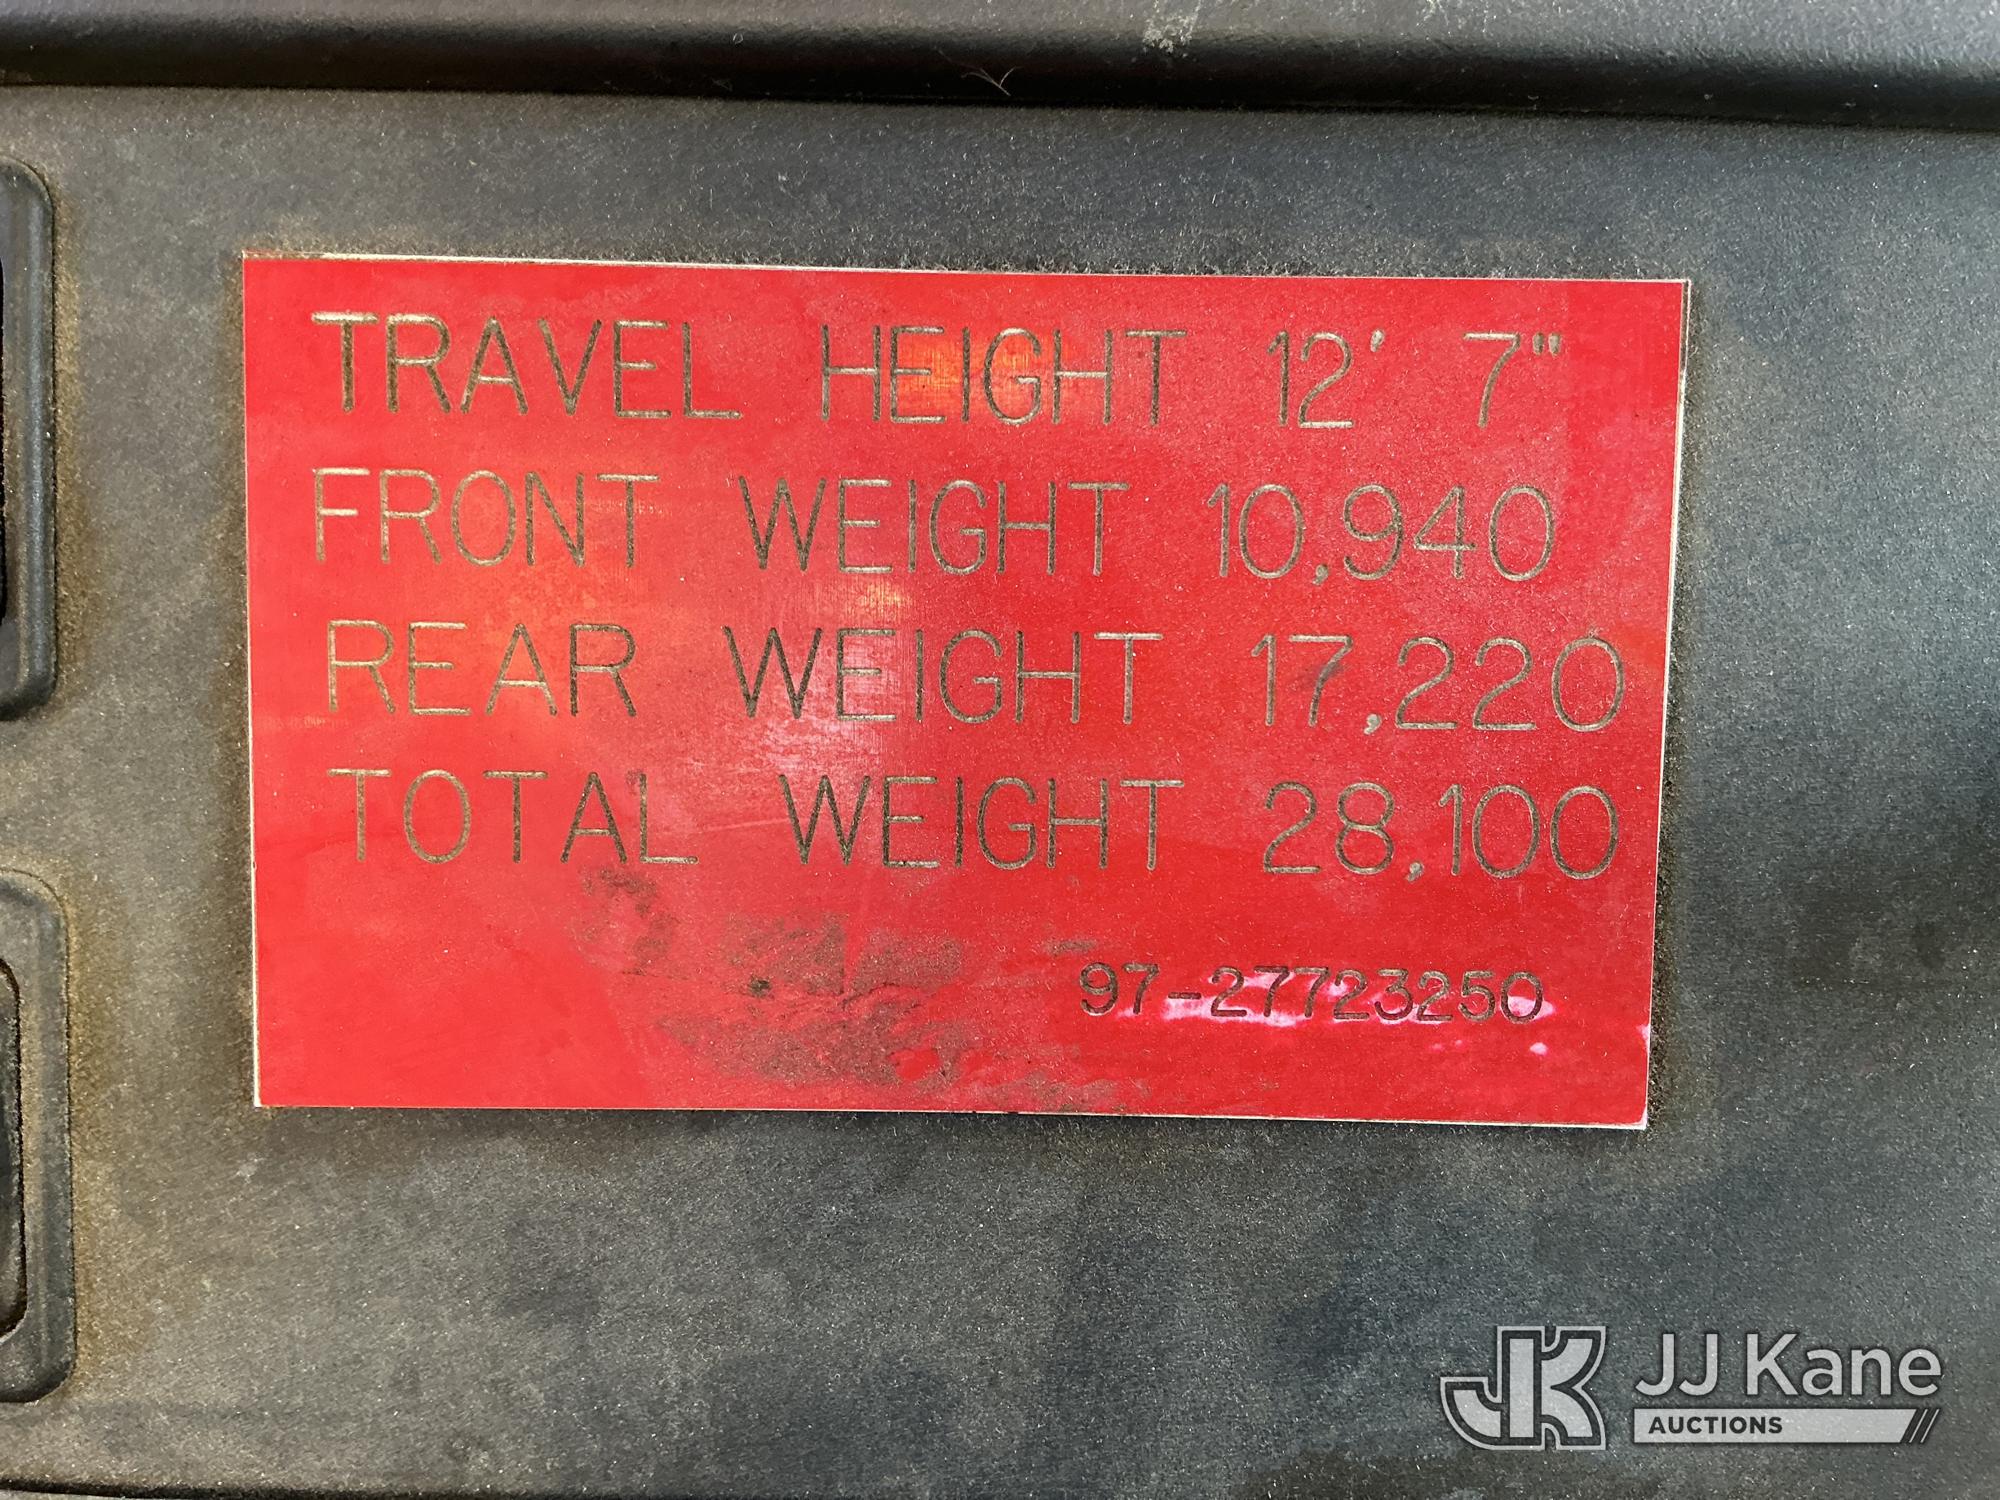 TRAVEL HEIGHT 12' 7"
FRONT WEIGHT 10,940
REAR WEIGHT 17,220
TOTAL WEIGHT 28,100
97-27723250
JK JJ Kane
AUCTIONS